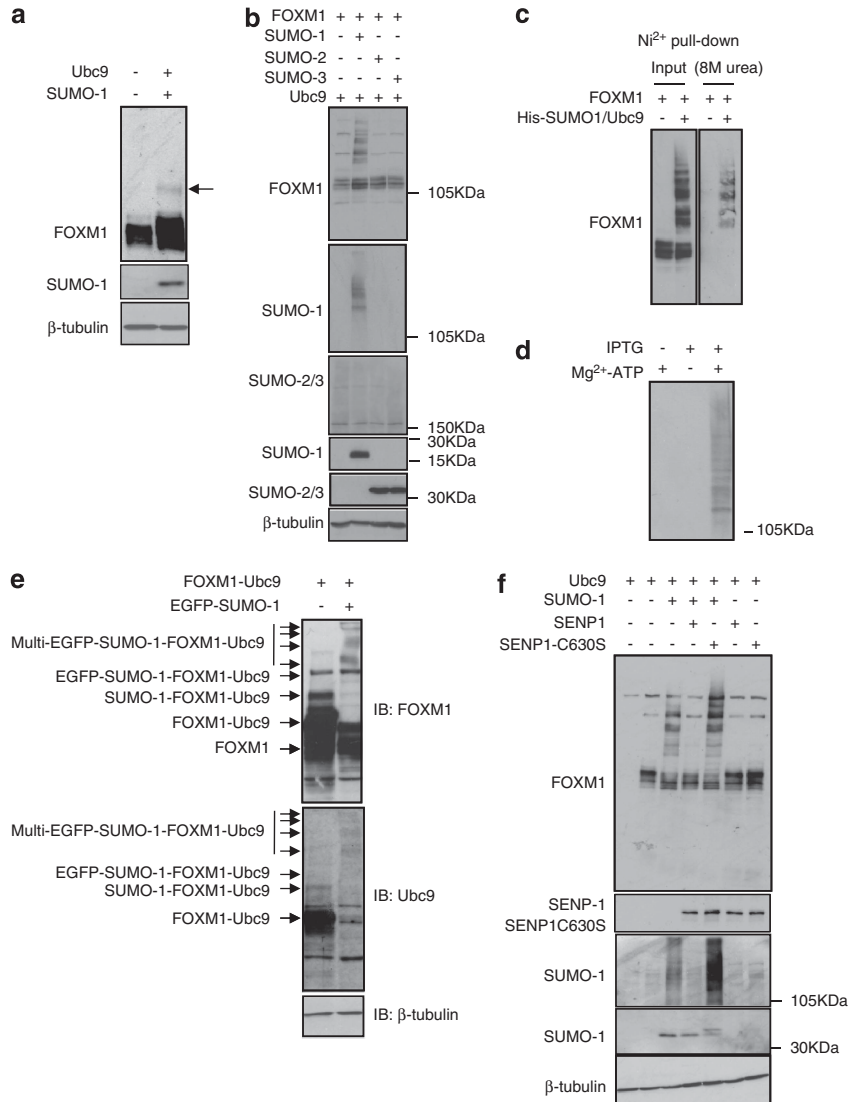 a
Ubc9 - +
SUMO-1 - +
FOXM1
SUMO-1
β-tubulin
b
FOXM1 + + + +
SUMO-1 - + - -
SUMO-2 - - + -
SUMO-3 - - - +
Ubc9 + + + +
FOXM1
105KDa
SUMO-1
105KDa
SUMO-2/3
150KDa
30KDa
SUMO-1
15KDa
SUMO-2/3
30KDa
β-tubulin
c
Ni2+ pull-down
Input (8M urea)
FOXM1 + + + +
His-SUMO1/Ubc9 - + - +
FOXM1
d
IPTG - + +
Mg2+-ATP + - +
105KDa
e
FOXM1-Ubc9 + +
EGFP-SUMO-1 - +
Multi-EGFP-SUMO-1-FOXM1-Ubc9
EGFP-SUMO-1-FOXM1-Ubc9
SUMO-1-FOXM1-Ubc9
FOXM1-Ubc9
FOXM1
IB: FOXM1
Multi-EGFP-SUMO-1-FOXM1-Ubc9
EGFP-SUMO-1-FOXM1-Ubc9
SUMO-1-FOXM1-Ubc9
FOXM1-Ubc9
IB: Ubc9
IB: β-tubulin
f
Ubc9 + + + + + + +
SUMO-1 - - + + + - -
SENP1 - - - + - + -
SENP1-C630S - - - - + - +
FOXM1
SENP-1
SENP1C630S
SUMO-1
105KDa
SUMO-1
30KDa
β-tubulin